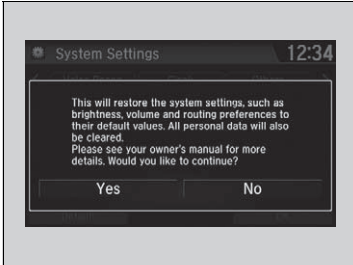 System Settings
12:34
This will restore the system settings, such as
brightness, volume and routing preferences to
their default values. All personal data will also
be cleared.
Please see your owner's manual for more
details. Would you like to continue?
Yes
No